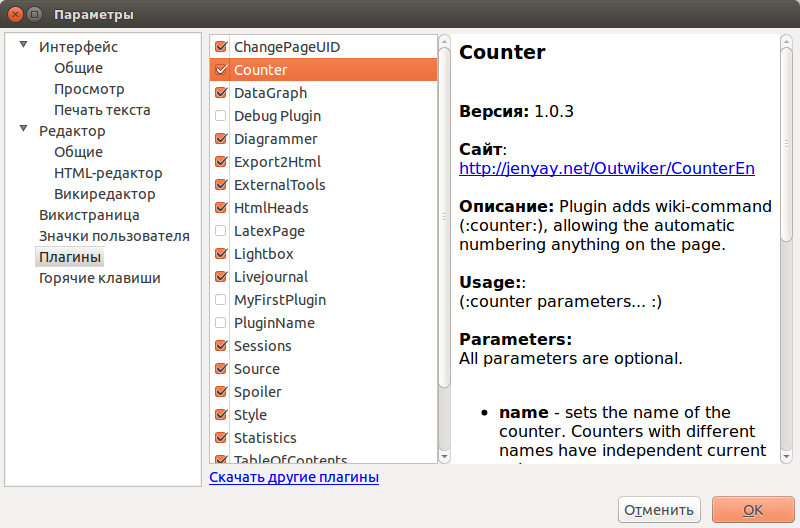 Параметры
Интерфейс
Общие
Просмотр
Печать текста
Редактор
Общие
HTML-редактор
Викиредактор
Викистраница
Значки пользователя
Плагины
Горячие клавиши
ChangePageUID
Counter
DataGraph
Debug Plugin
Diagrammer
Export2Html
ExternalTools
HtmlHeads
LatexPage
Lightbox
Livejournal
MyFirstPlugin
PluginName
Sessions
Source
Spoiler
Style
Statistics
TableOfContents
Скачать другие плагины
Counter
Версия: 1.0.3
Сайт:
http://jenyay.net/Outwiker/CounterEn
Описание: Plugin adds wiki-command
(:counter:), allowing the automatic
numbering anything on the page.
Usage::
(:counter parameters... :)
Parameters:
All parameters are optional.
• name - sets the name of the
counter. Counters with different
names have independent current
Отменить
OK